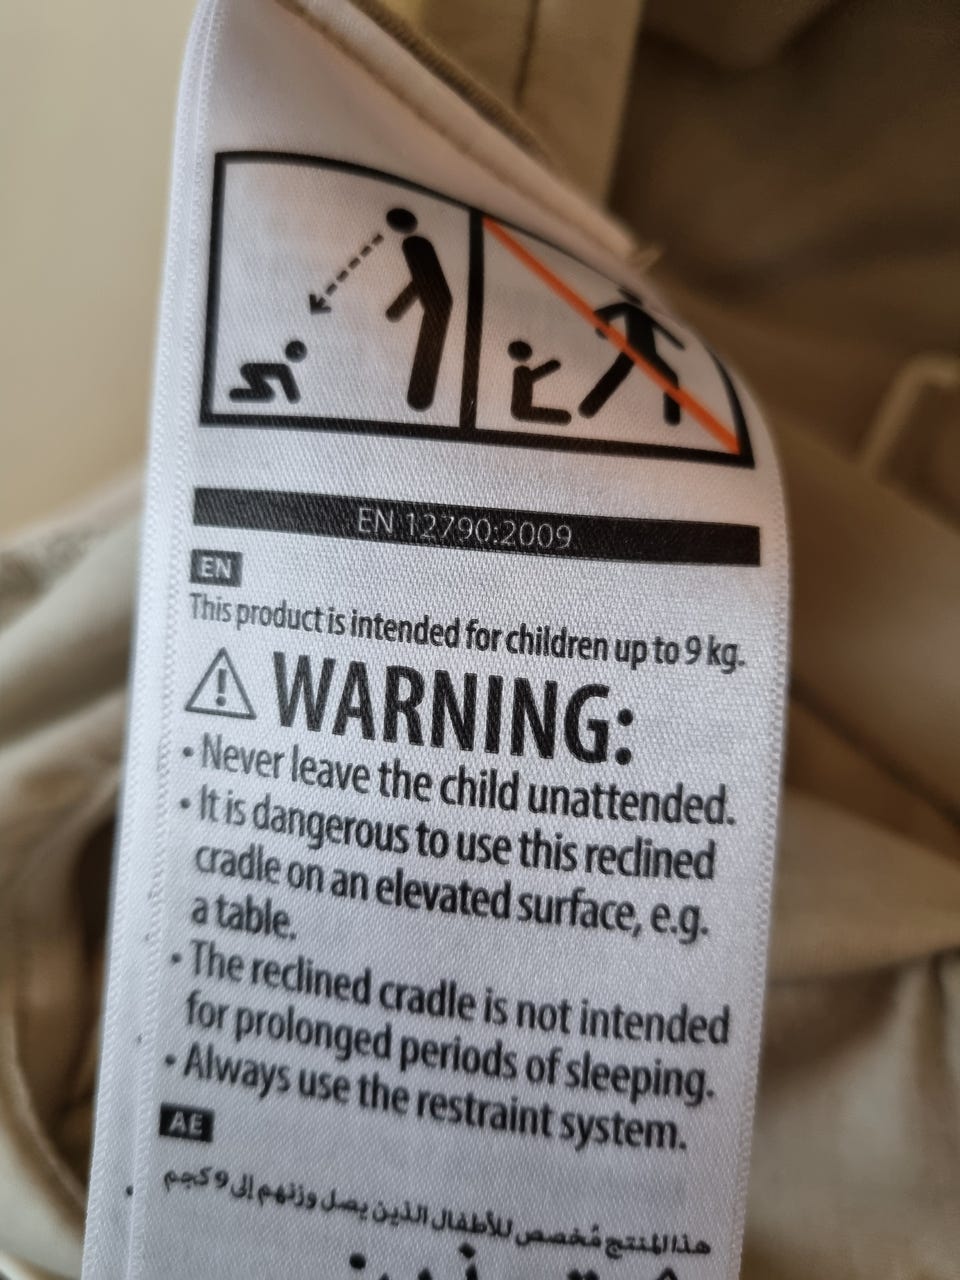 EN 12790:2009
EN
This product is intended for children up to 9 kg.
WARNING:
• Never leave the child unattended.
• It is dangerous to use this reclined
cradle on an elevated surface, e.g.
a table.
• The reclined cradle is not intended
for prolonged periods of sleeping.
• Always use the restraint system.
AE
هذا المنتج مُخصص للأطفال الذين يصل وزنهم إلى 9 كجم